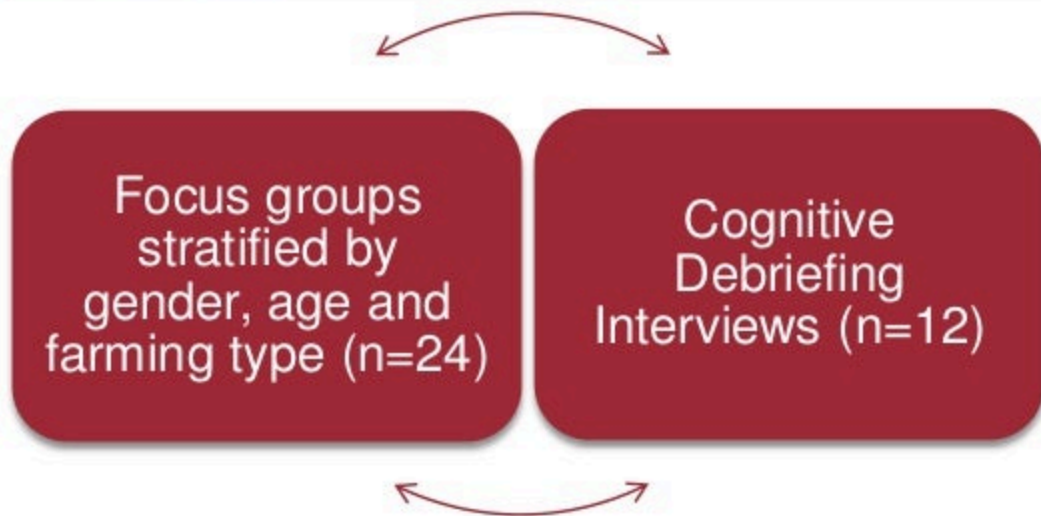 Focus groups
stratified by
gender, age and
farming type (n=24)
Cognitive
Debriefing
Interviews (n=12)